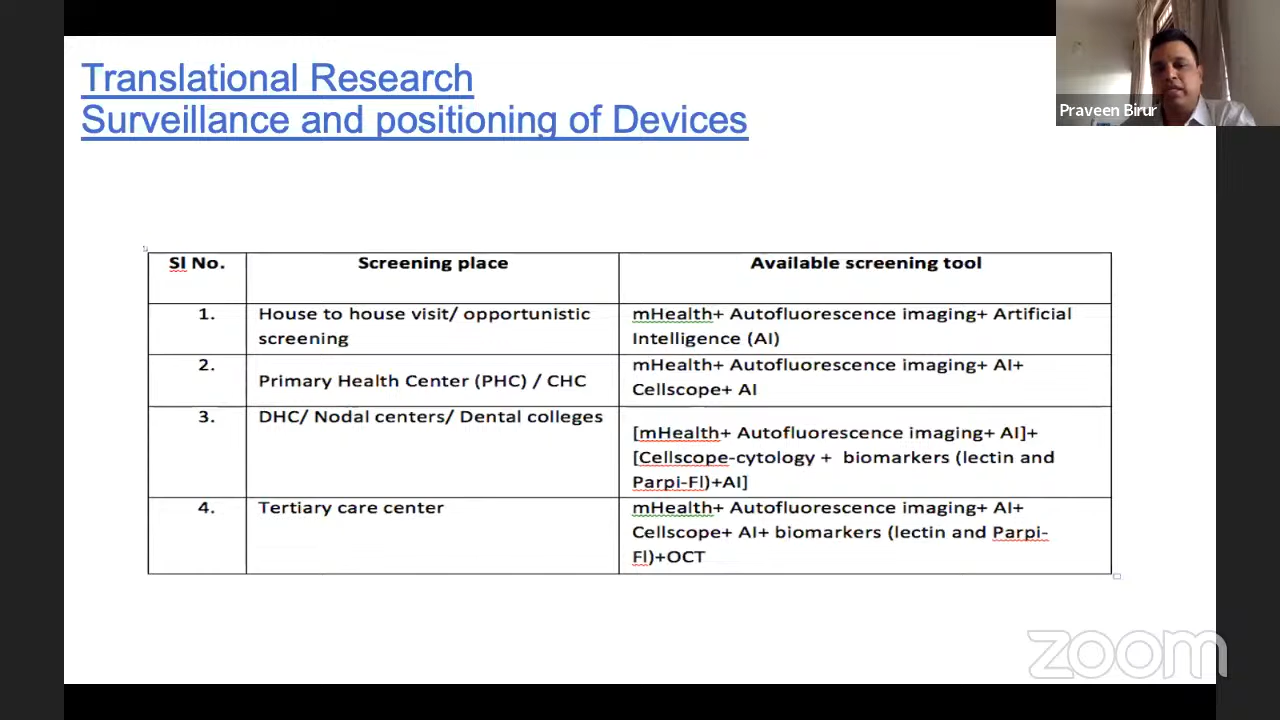 Translational Research
Surveillance and positioning of Devices
Praveen Birur
SI No.
Screening place
Available screening tool
1.
House to house visit/ opportunistic
screening
mHealth+ Autofluorescence imaging+ Artificial
Intelligence (AI)
2.
Primary Health Center (PHC) / CHC
mHealth+ Autofluorescence imaging+ AI+
Cellscope+ AI
3.
DHC/ Nodal centers/ Dental colleges
[mHealth+ Autofluorescence imaging+ AI]+
[Cellscope-cytology + biomarkers (lectin and
Parpi-Fl)+AI]
4.
Tertiary care center
mHealth+ Autofluorescence imaging+ AI+
Cellscope+ AI+ biomarkers (lectin and Parpi-
Fl)+OCT
zoom